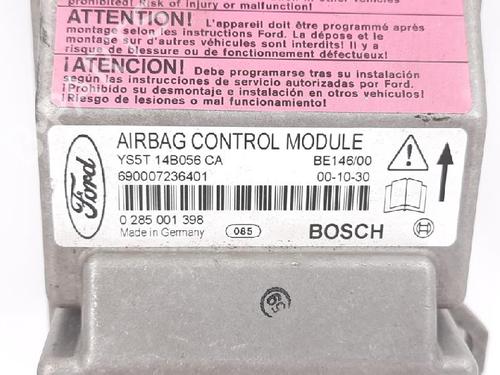 prohibited! Risk of injury or malfunction!
ATTENTION! L'appareil doit être programmé après
montage selon les instructions Ford. La dépose et le
montage sur d'autres véhicules sont interdits! Il y a
risque de blessure ou de fonctionnement défectueux!
¡ATENCION! Debe programarse tras su instalación
según las instrucciones de servicio autorizadas por Ford.
¡Prohibido su desmontaje e instalación en otros vehículos!
¡Riesgo de lesiones o mal funcionamiento!
Ford
AIRBAG CONTROL MODULE
YS5T 14B056 CA BE146/00
690007236401 00-10-30
0 285 001 398
Made in Germany 085 BOSCH
65